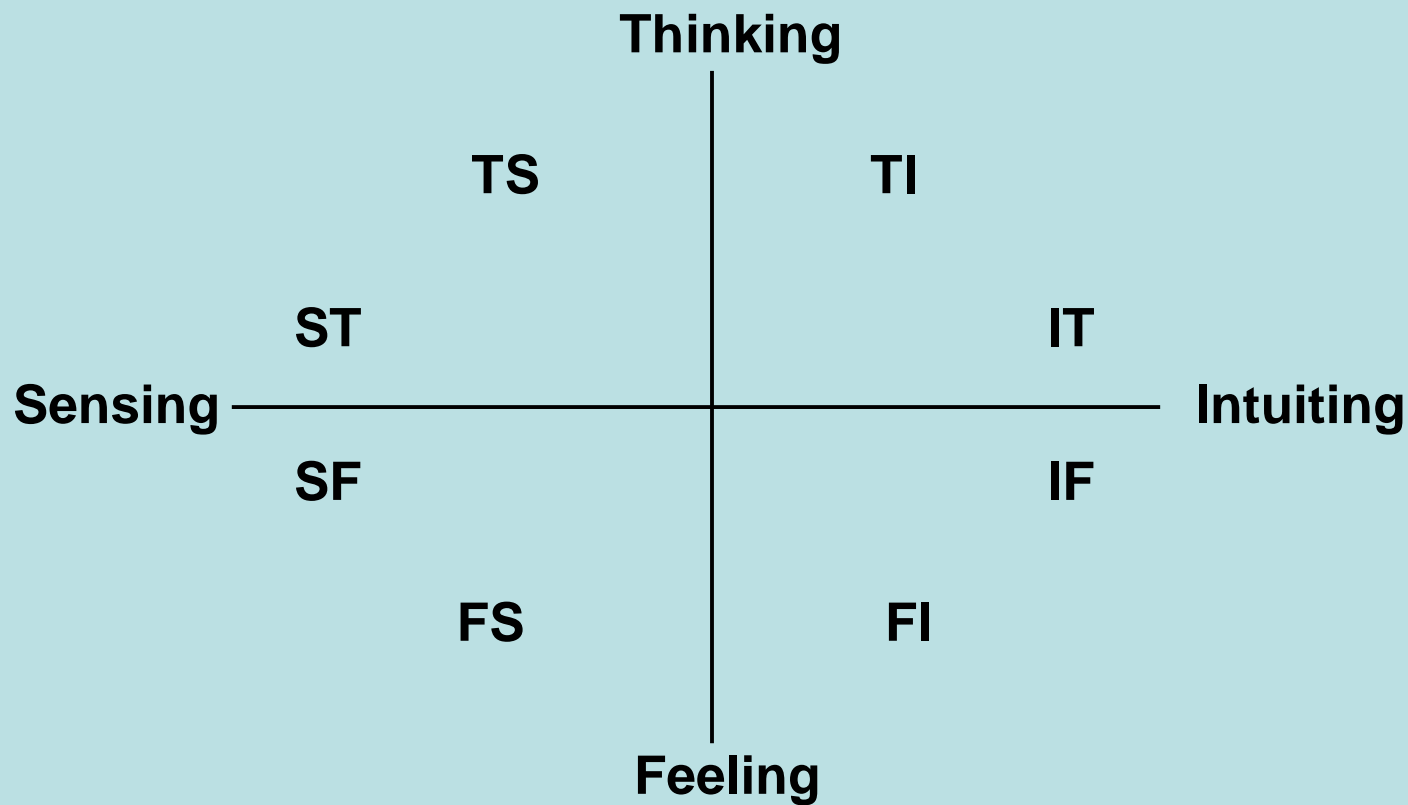 Thinking
TS TI
ST IT
Sensing Intuiting
SF IF
FS FI
Feeling